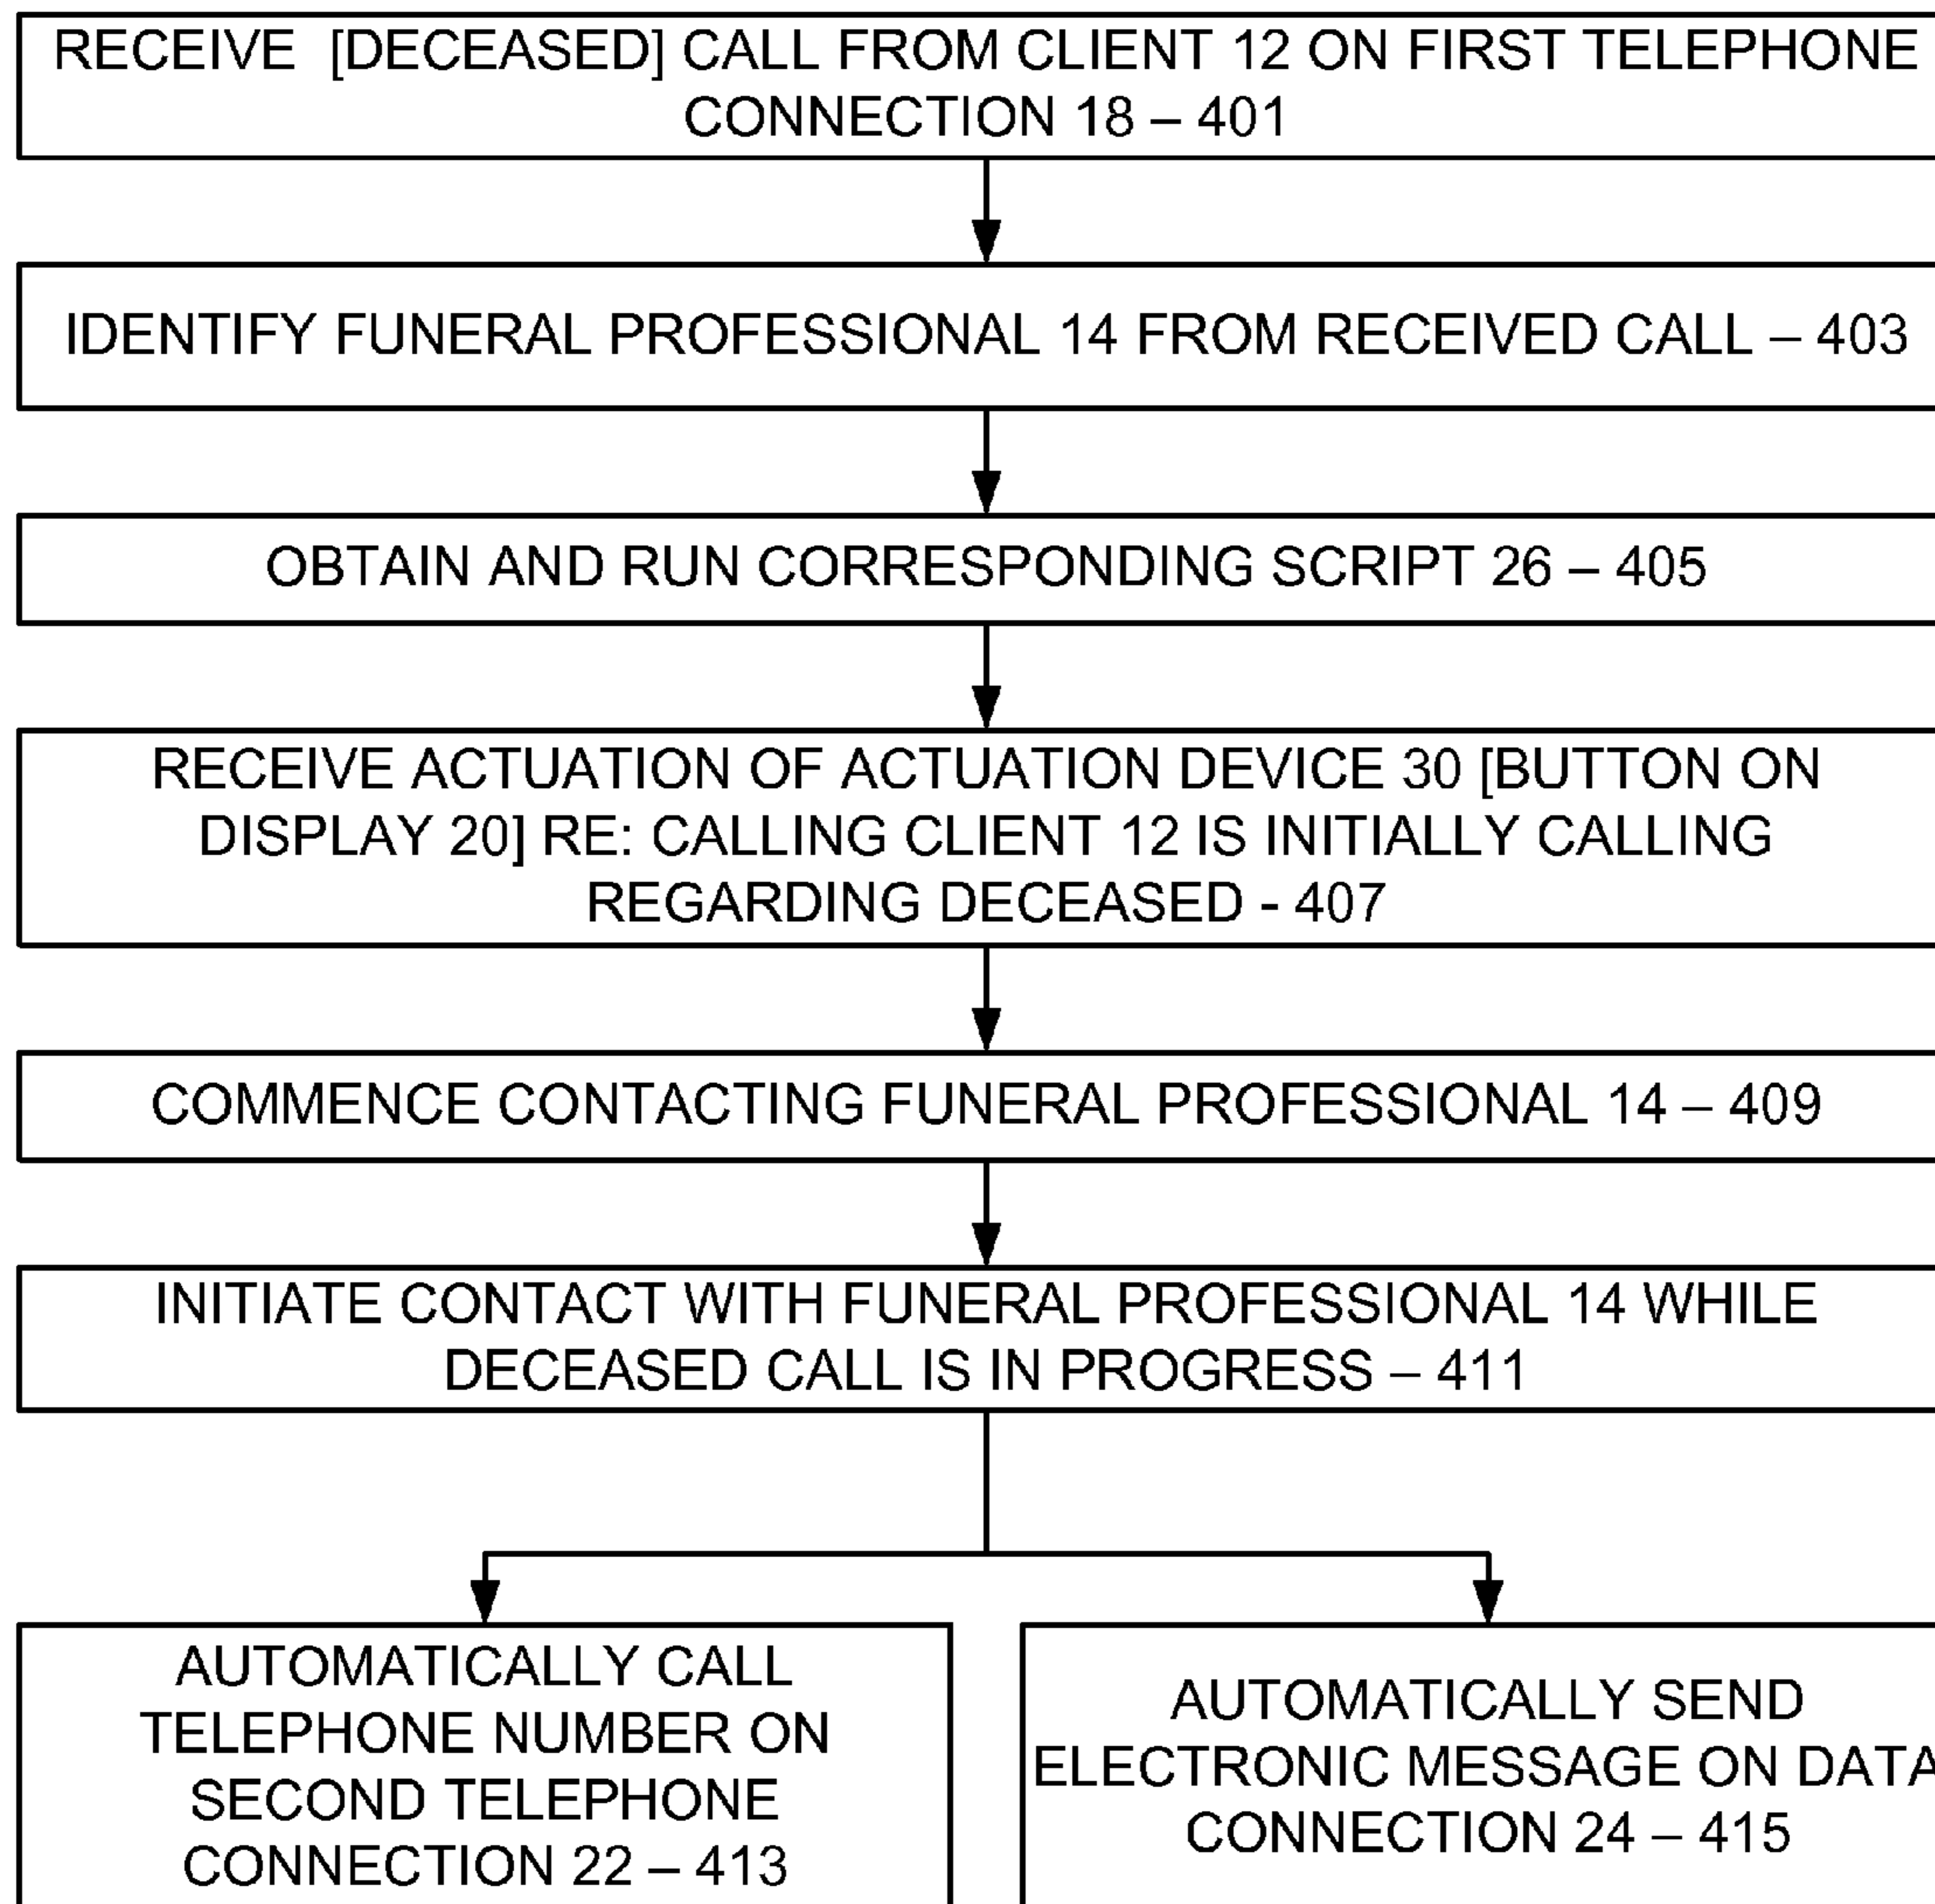 RECEIVE [DECEASED] CALL FROM CLIENT 12 ON FIRST TELEPHONE
CONNECTION 18 – 401
IDENTIFY FUNERAL PROFESSIONAL 14 FROM RECEIVED CALL – 403
OBTAIN AND RUN CORRESPONDING SCRIPT 26 – 405
RECEIVE ACTUATION OF ACTUATION DEVICE 30 [BUTTON ON
DISPLAY 20] RE: CALLING CLIENT 12 IS INITIALLY CALLING
REGARDING DECEASED - 407
COMMENCE CONTACTING FUNERAL PROFESSIONAL 14 – 409
INITIATE CONTACT WITH FUNERAL PROFESSIONAL 14 WHILE
DECEASED CALL IS IN PROGRESS – 411
AUTOMATICALLY CALL
TELEPHONE NUMBER ON
SECOND TELEPHONE
CONNECTION 22 – 413
AUTOMATICALLY SEND
ELECTRONIC MESSAGE ON DATA
CONNECTION 24 – 415